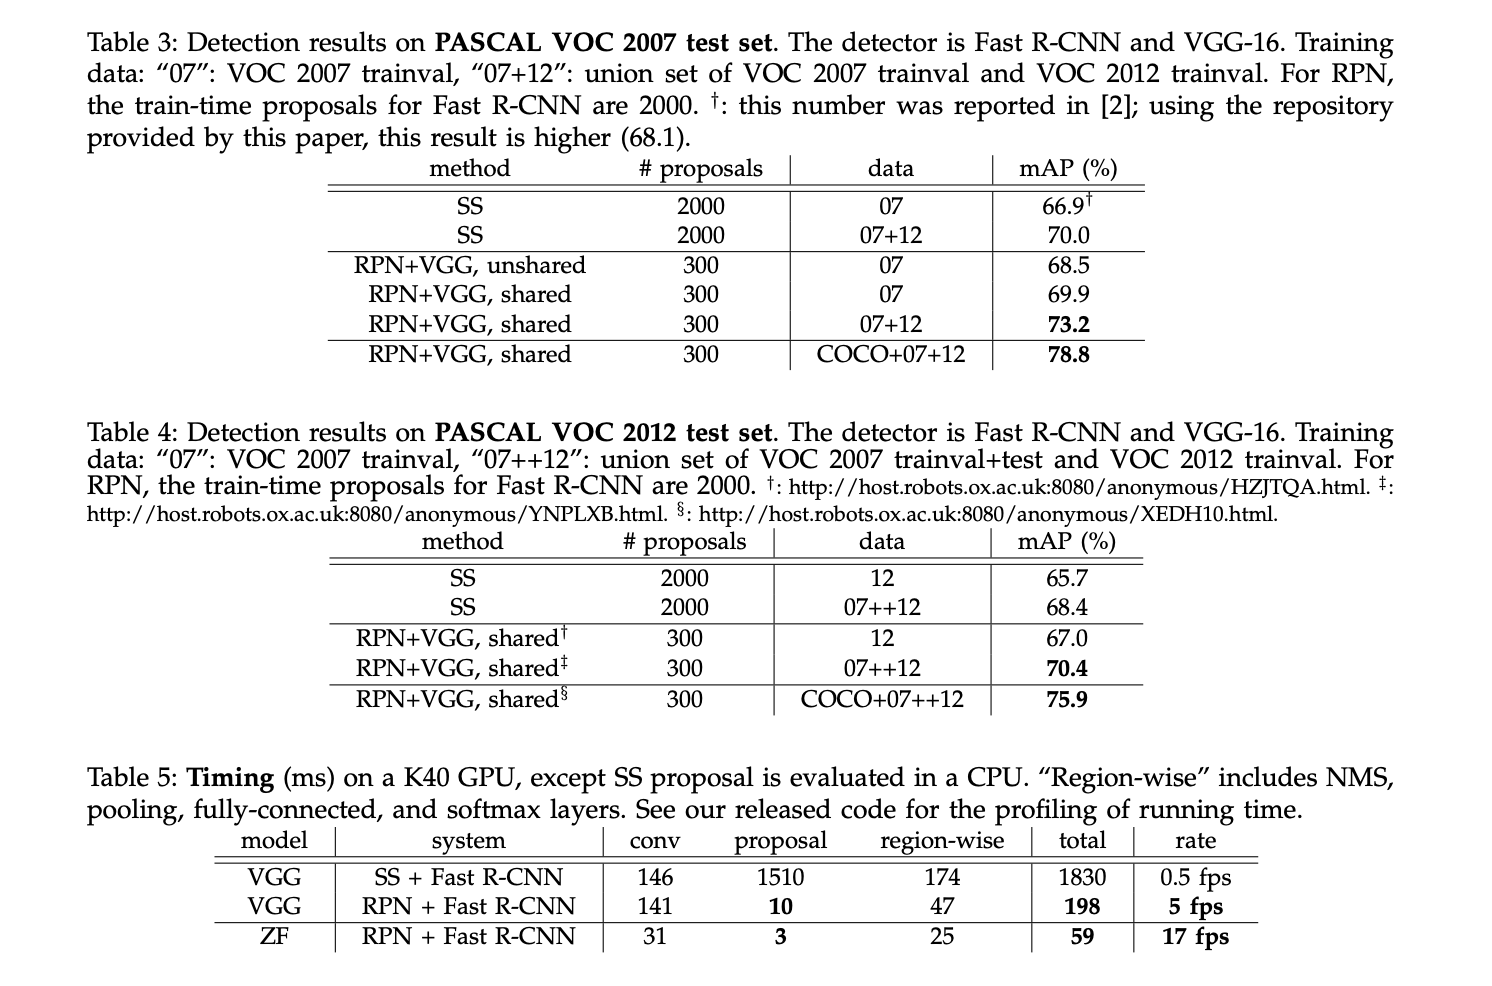 Table 3: Detection results on PASCAL VOC 2007 test set. The detector is Fast R-CNN and VGG-16. Training
data: “07”: VOC 2007 trainval, “07+12”: union set of VOC 2007 trainval and VOC 2012 trainval. For RPN,
the train-time proposals for Fast R-CNN are 2000. †: this number was reported in [2]; using the repository
provided by this paper, this result is higher (68.1).
method # proposals data mAP (%)
SS 2000 07 66.9†
SS 2000 07+12 70.0
RPN+VGG, unshared 300 07 68.5
RPN+VGG, shared 300 07 69.9
RPN+VGG, shared 300 07+12 73.2
RPN+VGG, shared 300 COCO+07+12 78.8
Table 4: Detection results on PASCAL VOC 2012 test set. The detector is Fast R-CNN and VGG-16. Training
data: “07”: VOC 2007 trainval, “07++12”: union set of VOC 2007 trainval+test and VOC 2012 trainval. For
RPN, the train-time proposals for Fast R-CNN are 2000. †: http://host.robots.ox.ac.uk:8080/anonymous/HZJTQA.html. ‡:
http://host.robots.ox.ac.uk:8080/anonymous/YNPLXB.html. §: http://host.robots.ox.ac.uk:8080/anonymous/XEDH10.html.
method # proposals data mAP (%)
SS 2000 12 65.7
SS 2000 07++12 68.4
RPN+VGG, shared† 300 12 67.0
RPN+VGG, shared‡ 300 07++12 70.4
RPN+VGG, shared§ 300 COCO+07++12 75.9
Table 5: Timing (ms) on a K40 GPU, except SS proposal is evaluated in a CPU. “Region-wise” includes NMS,
pooling, fully-connected, and softmax layers. See our released code for the profiling of running time.
model system conv proposal region-wise total rate
VGG SS + Fast R-CNN 146 1510 174 1830 0.5 fps
VGG RPN + Fast R-CNN 141 10 47 198 5 fps
ZF RPN + Fast R-CNN 31 3 25 59 17 fps